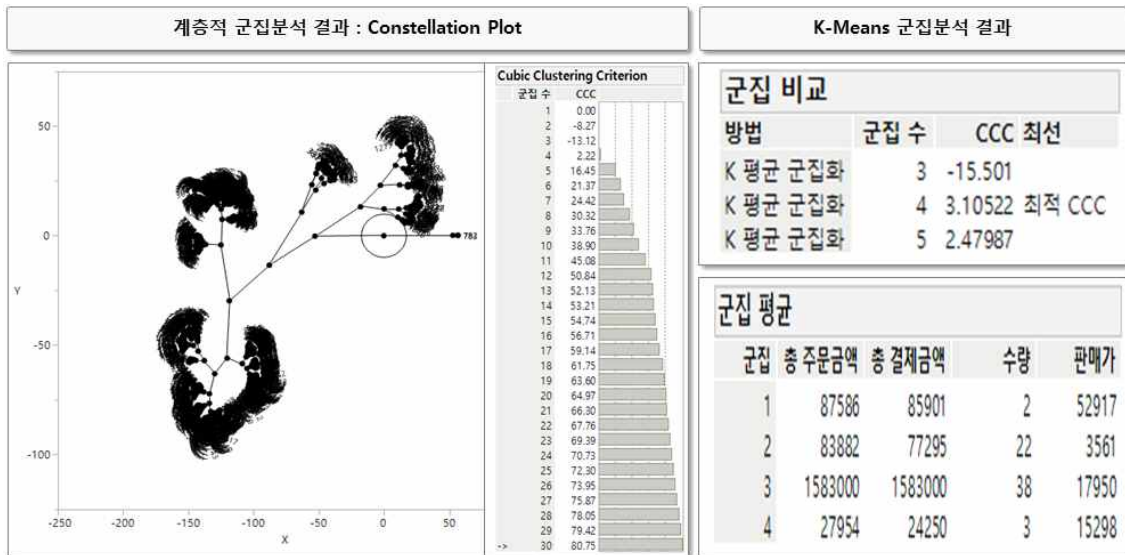 계층적 군집분석 결과 : Constellation Plot
50
0
-50
-100
Y
-250 -200 -150 -100 -50 0 50
X
782
Cubic Clustering Criterion
군집 수 CCC
1 0.00
2 -8.27
3 -13.12
4 2.22
5 16.45
6 21.37
7 24.42
8 30.32
9 33.76
10 38.90
11 45.08
12 50.84
13 52.13
14 53.21
15 54.74
16 56.71
17 59.14
18 61.75
19 63.60
20 64.97
21 66.30
22 67.76
23 69.39
24 70.73
25 72.30
26 73.95
27 75.87
28 78.05
29 79.42
-> 30 80.75
K-Means 군집분석 결과
군집 비교
방법 군집 수 CCC 최선
K 평균 군집화 3 -15.501
K 평균 군집화 4 3.10522 최적 CCC
K 평균 군집화 5 2.47987
군집 평균
군집 총 주문금액 총 결제금액 수량 판매가
1 87586 85901 2 52917
2 83882 77295 22 3561
3 1583000 1583000 38 17950
4 27954 24250 3 15298